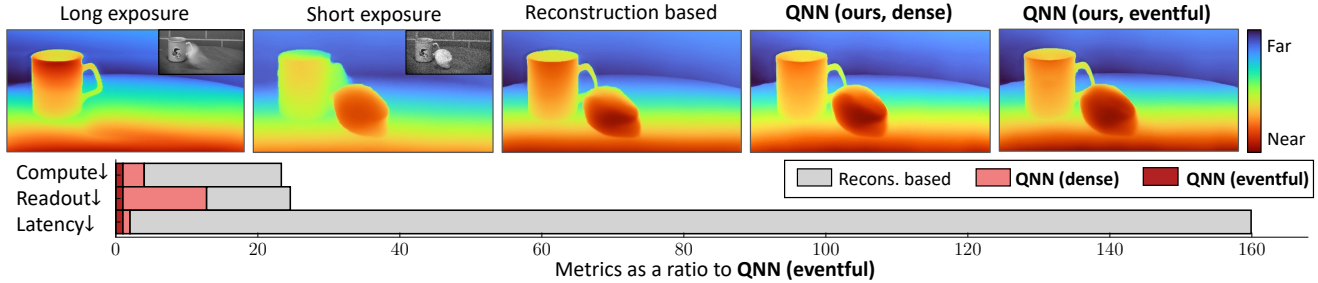 Long exposure
Short exposure
Reconstruction based
QNN (ours, dense)
QNN (ours, eventful)
Far
Near
Compute↓
Readout↓
Latency↓
Recons. based
QNN (dense)
QNN (eventful)
0 20 40 60 80 100 120 140 160
Metrics as a ratio to QNN (eventful)